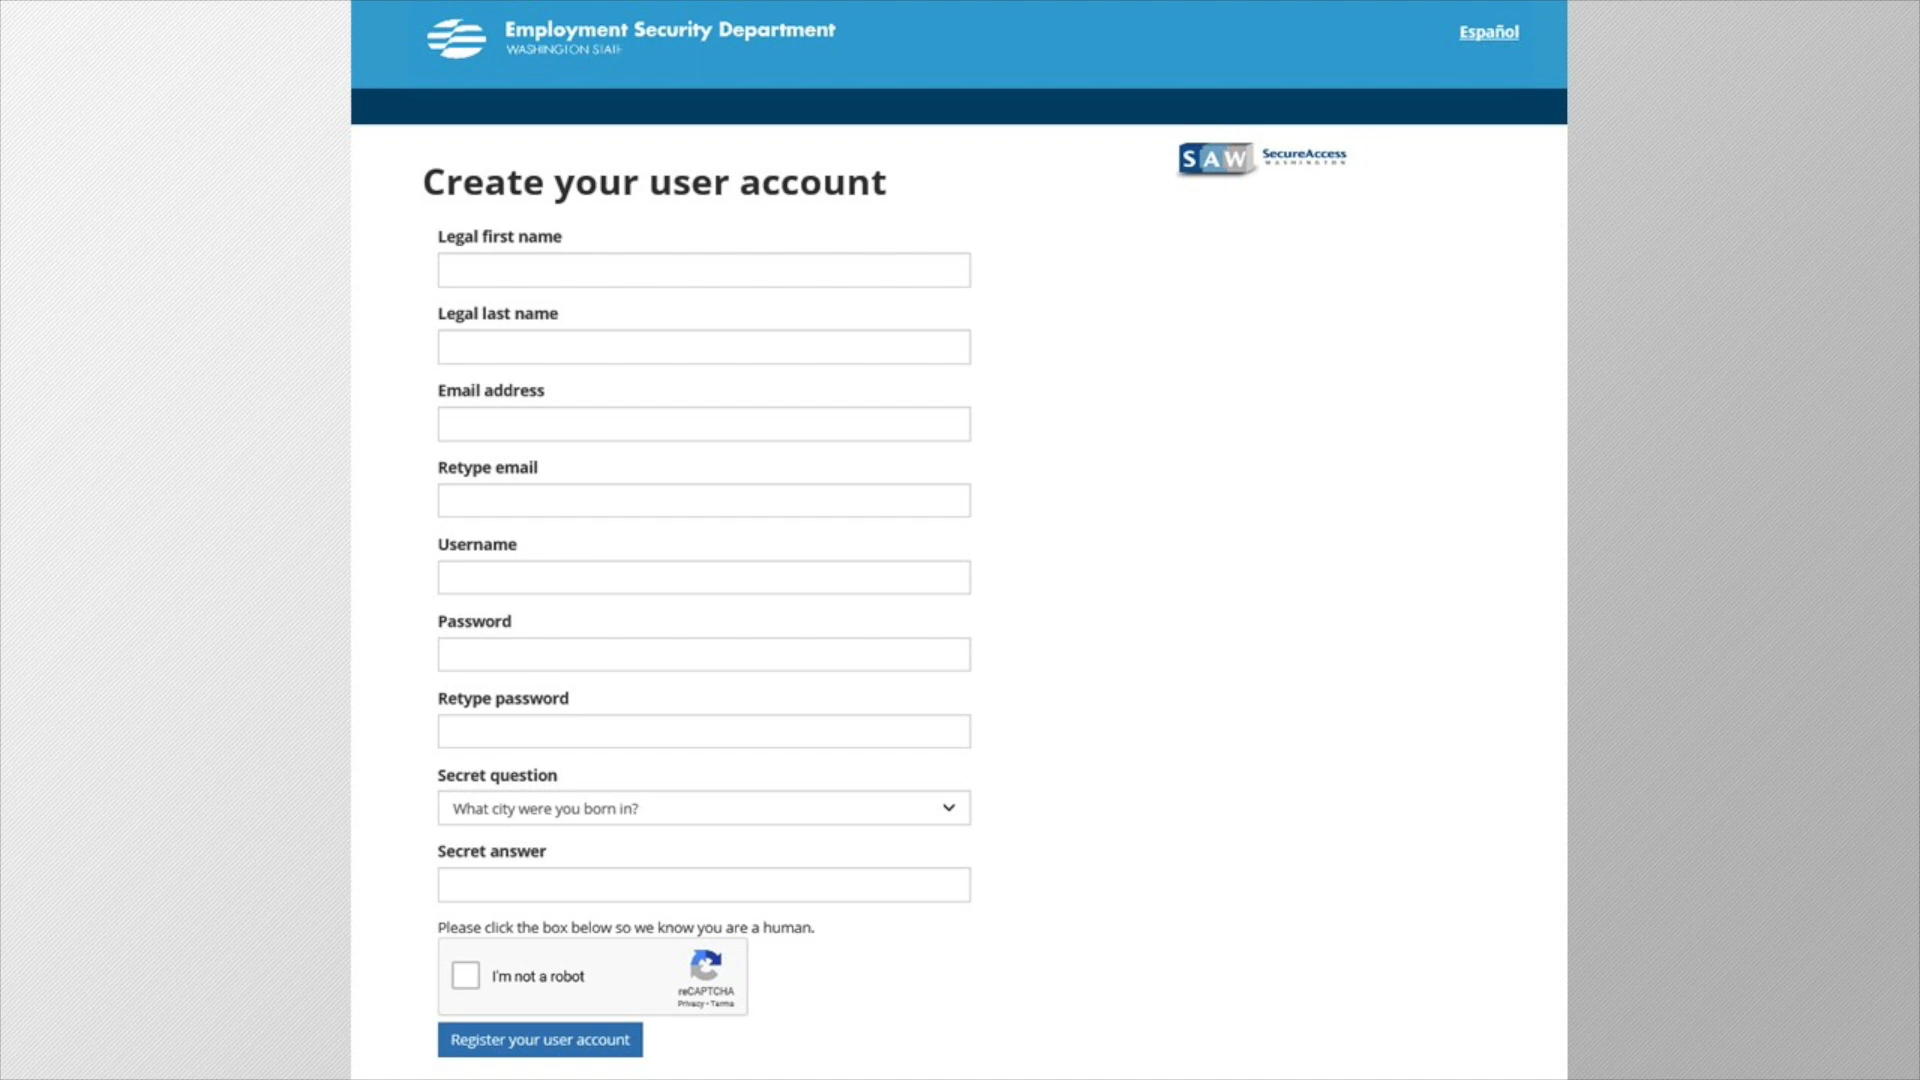 Employment Security Department
WASHINGTON STATE
Español
SAW SecureAccess
WASHINGTON
Create your user account
Legal first name
Legal last name
Email address
Retype email
Username
Password
Retype password
Secret question
What city were you born in?
Secret answer
Please click the box below so we know you are a human.
I'm not a robot
reCAPTCHA
Privacy • Terms
Register your user account